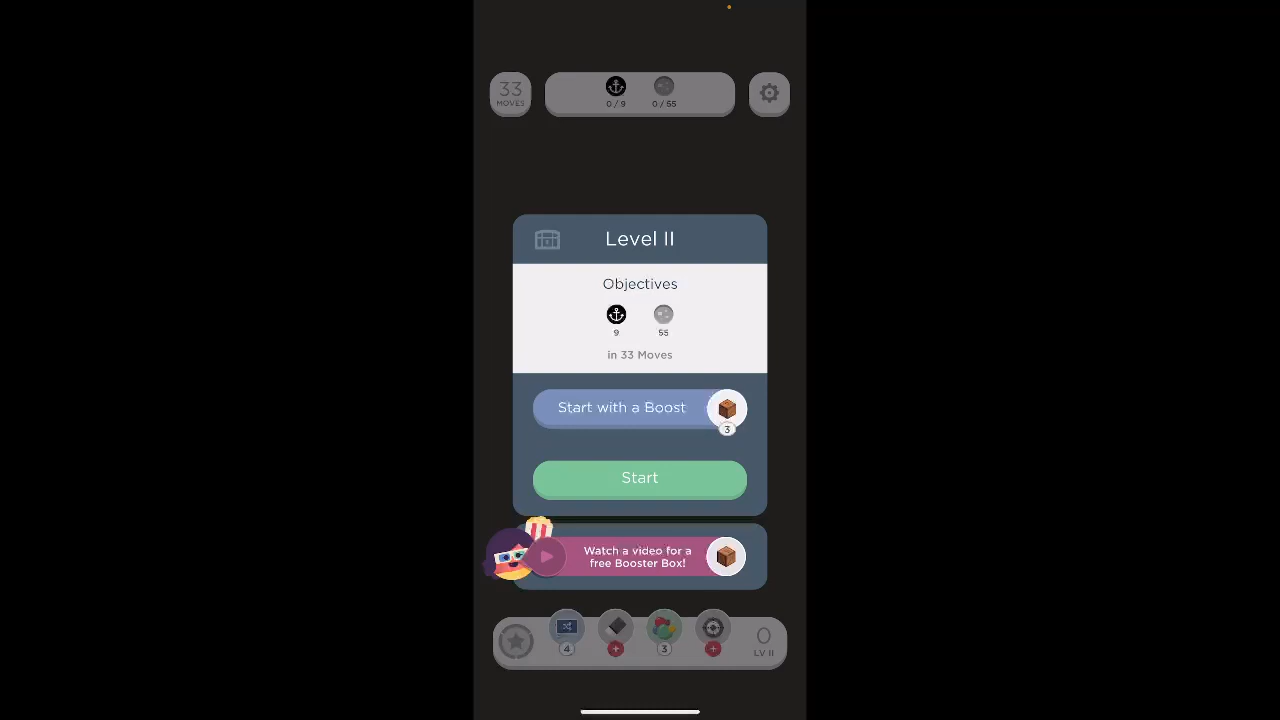 33
MOVES
0 / 9
0 / 55
Level II
Objectives
9
55
in 33 Moves
Start with a Boost
3
Start
Watch a video for a
free Booster Box!
4
+
3
+
0
LV II